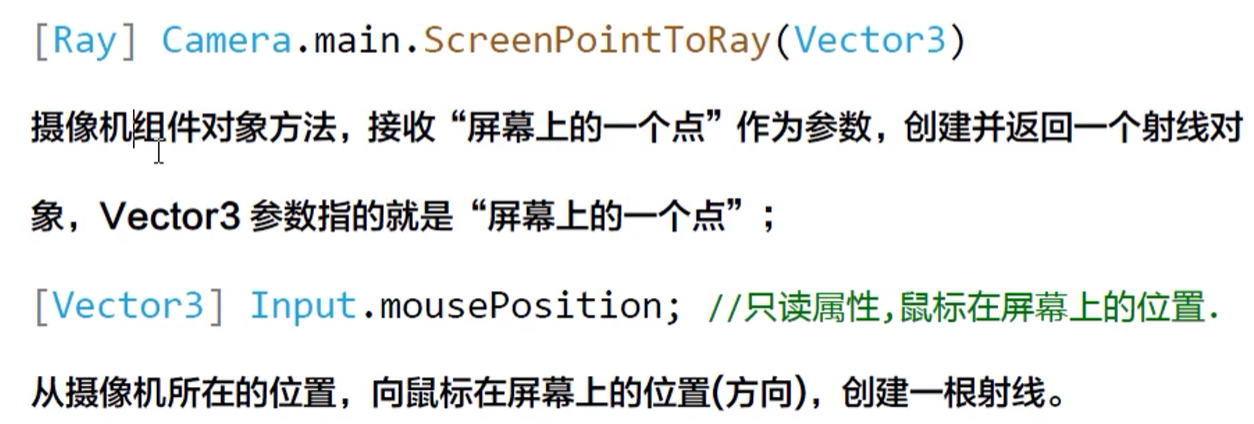 [Ray] Camera.main.ScreenPointToRay(Vector3)
摄像机组件对象方法，接收“屏幕上的一个点”作为参数，创建并返回一个射线对
象，Vector3 参数指的就是“屏幕上的一个点”；
[Vector3] Input.mousePosition; //只读属性,鼠标在屏幕上的位置.
从摄像机所在的位置，向鼠标在屏幕上的位置(方向)，创建一根射线。